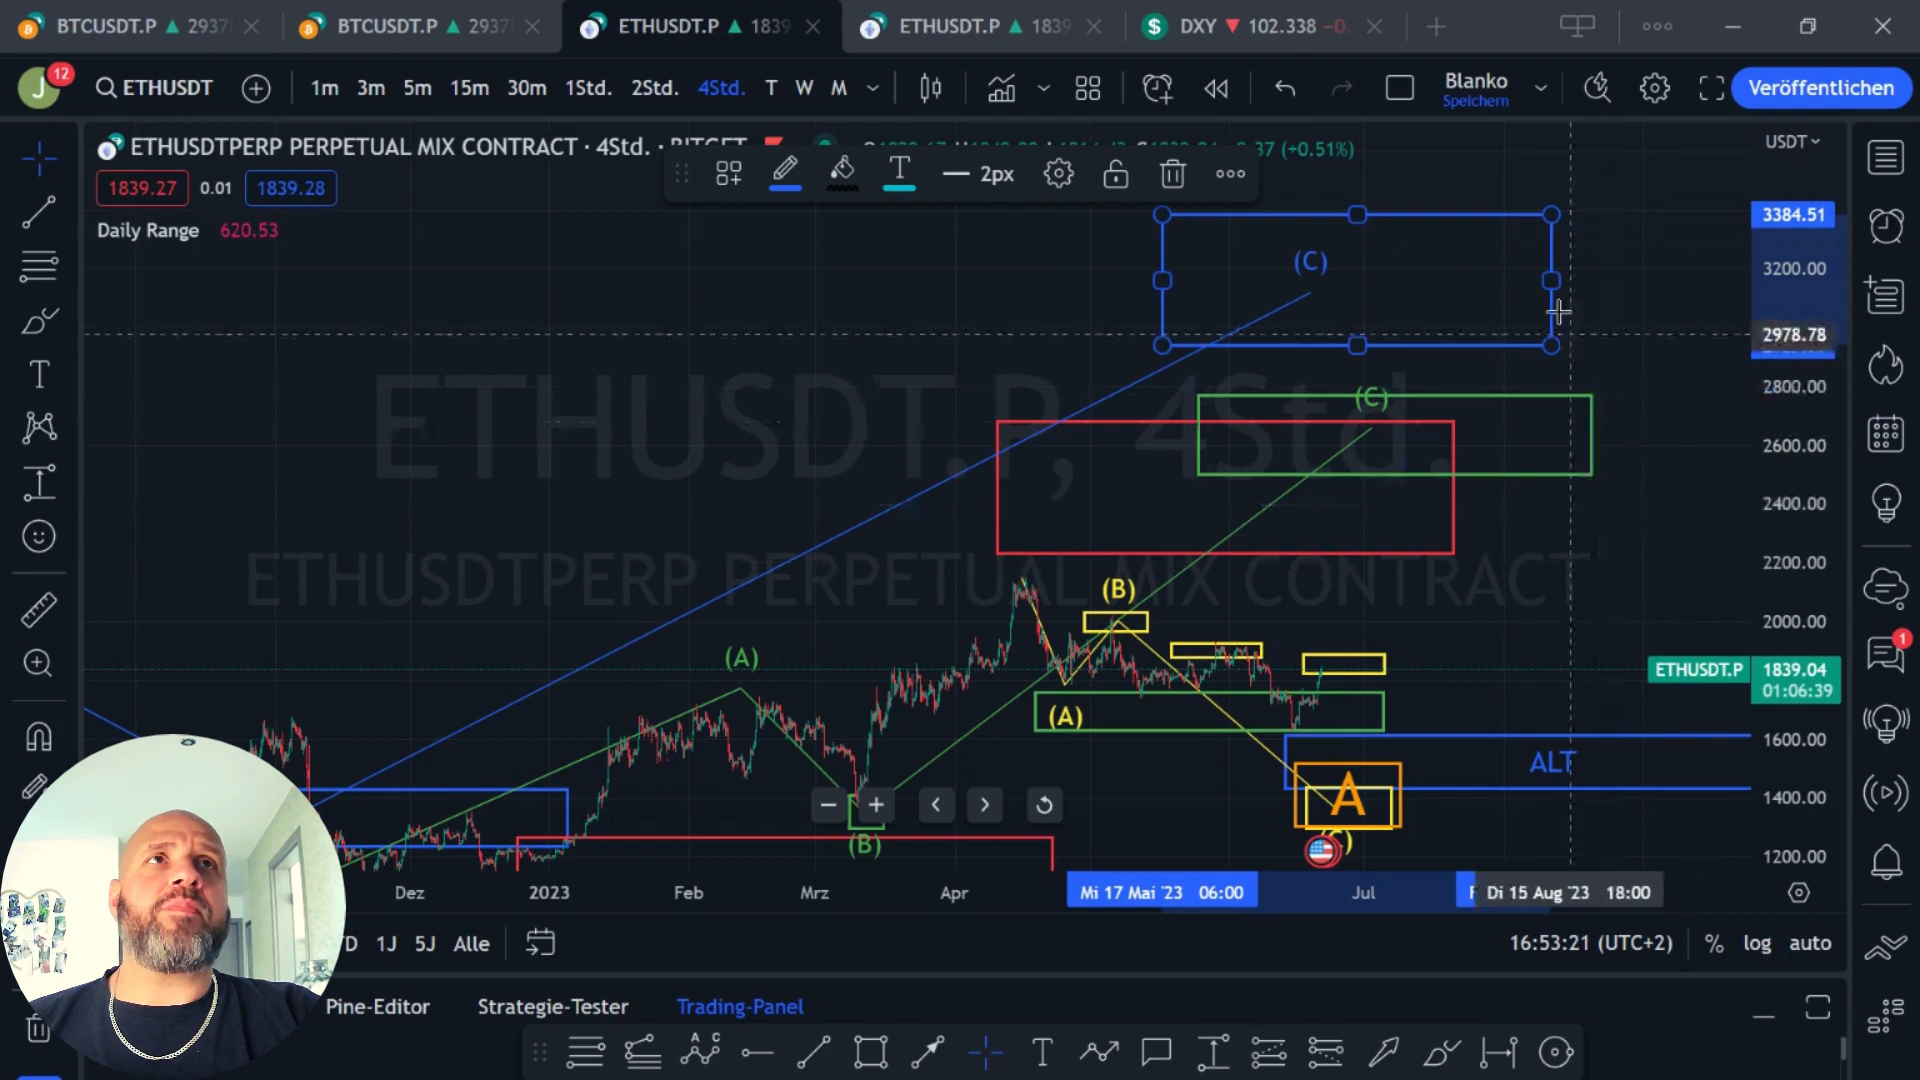 BTCUSDT.P ▲ 2937
BTCUSDT.P ▲ 2937
ETHUSDT.P ▲ 1839
ETHUSDT.P ▲ 1839
DXY ▼ 102.338 −0.
J 12
ETHUSDT
1m 3m 5m 15m 30m 1Std. 2Std. 4Std. T W M
Blanko
Speichern
Veröffentlichen
ETHUSDTPERP PERPETUAL MIX CONTRACT · 4Std. · BITGET
(+0.51%)
USDT
1839.27 0.01 1839.28
2px
Daily Range 620.53
3384.51
(C)
3200.00
2978.78
2800.00
(C)
ETHUSDT.P, 4Std.
2600.00
2400.00
ETHUSDTPERP PERPETUAL MIX CONTRACT
2200.00
(B)
2000.00
(A)
ETHUSDT.P 1839.04
01:06:39
(A)
1600.00
ALT
A
1400.00
(B)
1200.00
Dez 2023 Feb Mrz Apr Mi 17 Mai '23 06:00 Jul Di 15 Aug '23 18:00
1J 5J Alle
16:53:21 (UTC+2) % log auto
Pine-Editor Strategie-Tester Trading-Panel
1